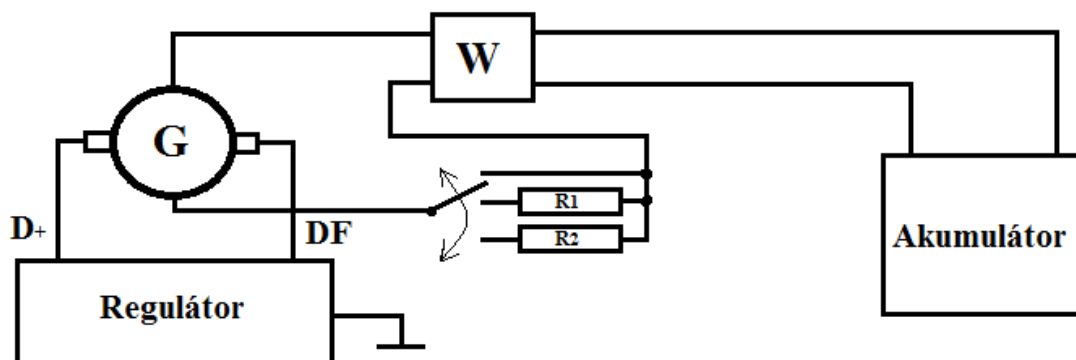 W
G
R1
D+
DF
R2
Akumulátor
Regulátor